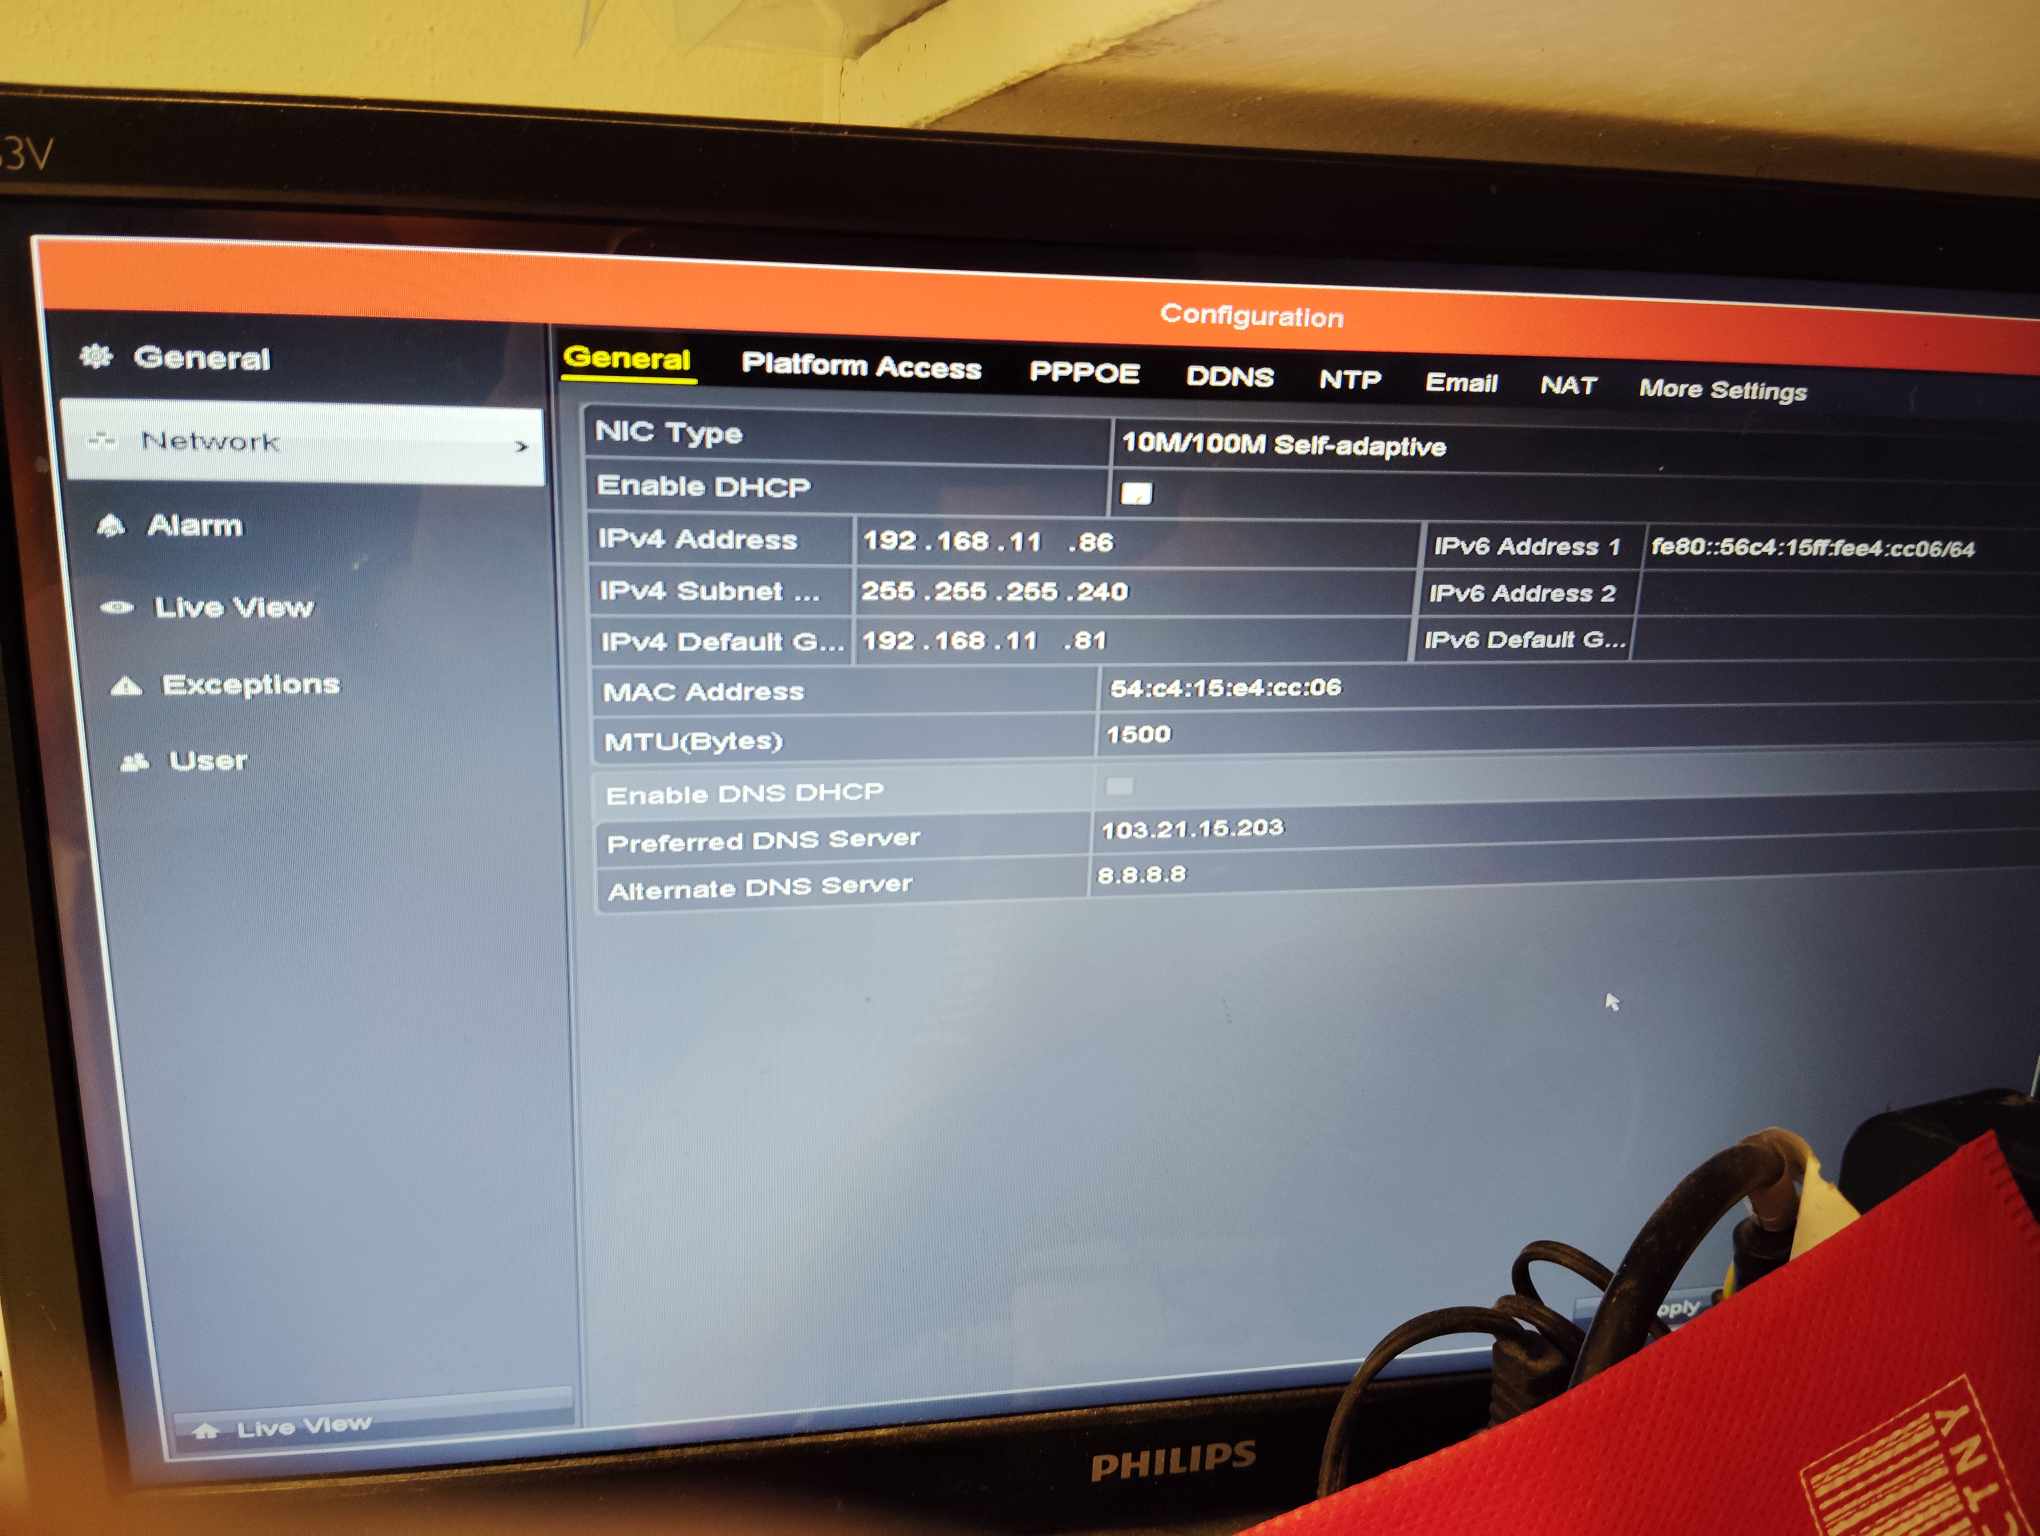 3V
Configuration
General
Network >
Alarm
Live View
Exceptions
User
Live View
General Platform Access PPPOE DDNS NTP Email NAT More Settings
NIC Type 10M/100M Self-adaptive
Enable DHCP
IPv4 Address 192.168.11.86 IPv6 Address 1 fe80::56c4:15ff:fee4:cc06/64
IPv4 Subnet ... 255.255.255.240 IPv6 Address 2
IPv4 Default G... 192.168.11.81 IPv6 Default G...
MAC Address 54:c4:15:e4:cc:06
MTU(Bytes) 1500
Enable DNS DHCP
Preferred DNS Server 103.21.15.203
Alternate DNS Server 8.8.8.8
pply
PHILIPS
TNY